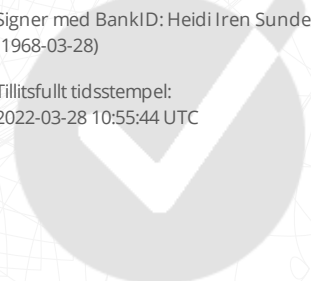 Signer med BankID: Heidi Iren Sunde
1968-03-28)
Tillitsfullt tidsstempel:
2022-03-28 10:55:44 UTC